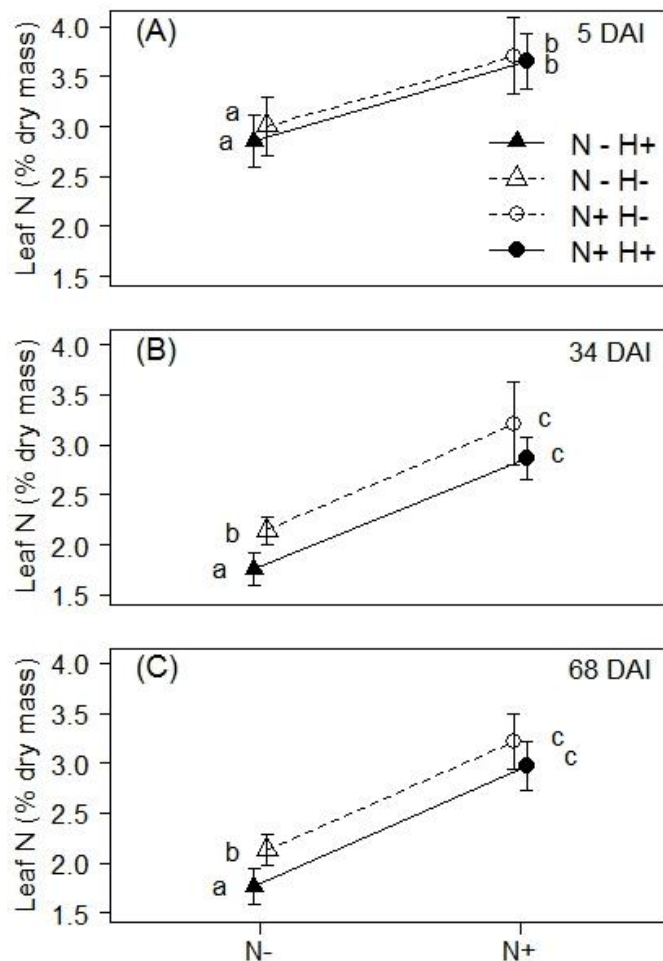 (A)
5 DAI
Leaf N (% dry mass)
4.0
3.5
3.0
2.5
2.0
1.5
a
a
b
b
N - H+
N - H-
N+ H-
N+ H+
(B)
34 DAI
Leaf N (% dry mass)
4.0
3.5
3.0
2.5
2.0
1.5
b
a
c
c
(C)
68 DAI
Leaf N (% dry mass)
4.0
3.5
3.0
2.5
2.0
1.5
b
a
c
c
N-
N+